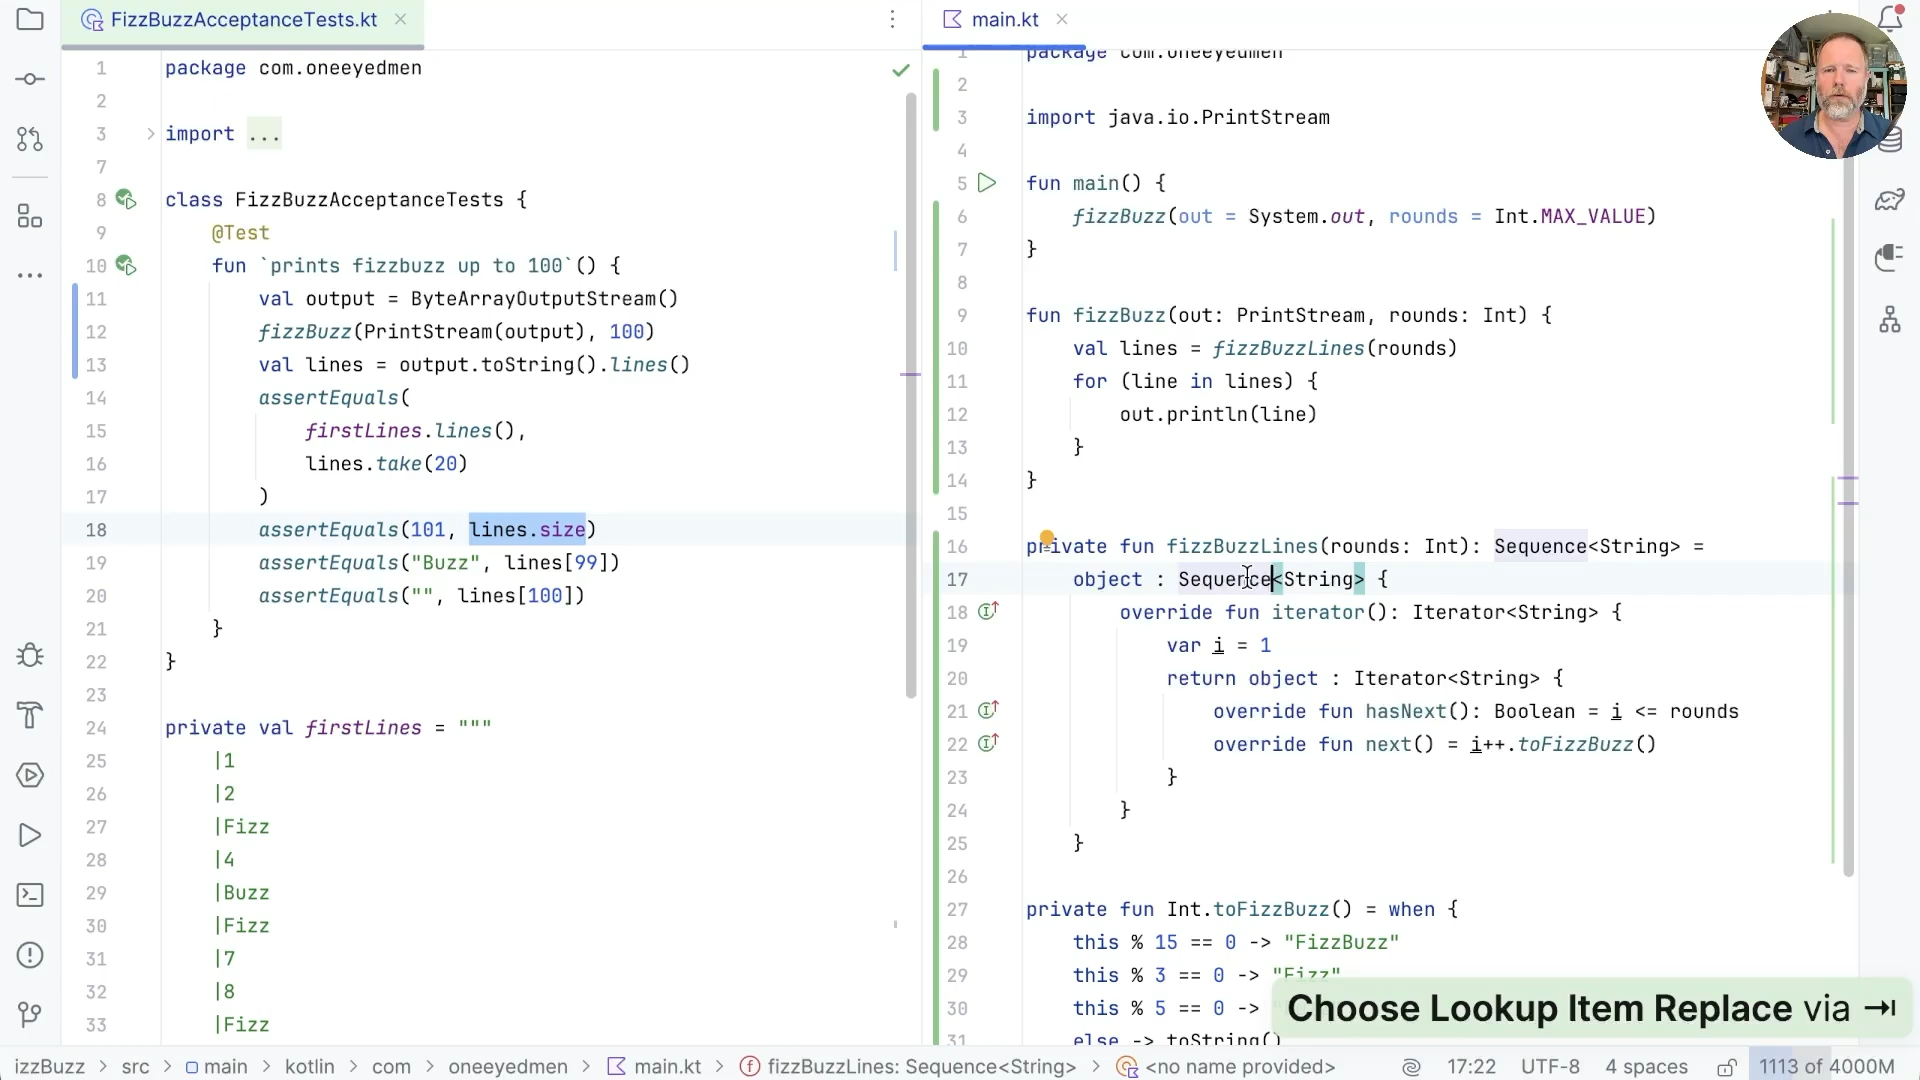 FizzBuzzAcceptanceTests.kt
1 package com.oneeyedmen
2
3 import ...
7
8 class FizzBuzzAcceptanceTests {
9 @Test
10 fun `prints fizzbuzz up to 100`() {
11 val output = ByteArrayOutputStream()
12 fizzBuzz(PrintStream(output), 100)
13 val lines = output.toString().lines()
14 assertEquals(
15 firstLines.lines(),
16 lines.take(20)
17 )
18 assertEquals(101, lines.size)
19 assertEquals("Buzz", lines[99])
20 assertEquals("", lines[100])
21 }
22 }
23
24 private val firstLines = """
25 |1
26 |2
27 |Fizz
28 |4
29 |Buzz
30 |Fizz
31 |7
32 |8
33 |Fizz
main.kt
1 package com.oneeyedmen
2
3 import java.io.PrintStream
4
5 fun main() {
6 fizzBuzz(out = System.out, rounds = Int.MAX_VALUE)
7 }
8
9 fun fizzBuzz(out: PrintStream, rounds: Int) {
10 val lines = fizzBuzzLines(rounds)
11 for (line in lines) {
12 out.println(line)
13 }
14 }
15
16 private fun fizzBuzzLines(rounds: Int): Sequence<String> =
17 object : Sequence<String> {
18 override fun iterator(): Iterator<String> {
19 var i = 1
20 return object : Iterator<String> {
21 override fun hasNext(): Boolean = i <= rounds
22 override fun next() = i++.toFizzBuzz()
23 }
24 }
25 }
26
27 private fun Int.toFizzBuzz() = when {
28 this % 15 == 0 -> "FizzBuzz"
29 this % 3 == 0 -> "Fizz"
30 this % 5 == 0 ->
31 else -> toString()
Choose Lookup Item Replace via ⇥
izzBuzz > src > main > kotlin > com > oneeyedmen > main.kt > fizzBuzzLines: Sequence<String> > <no name provided>
17:22 UTF-8 4 spaces 1113 of 4000M